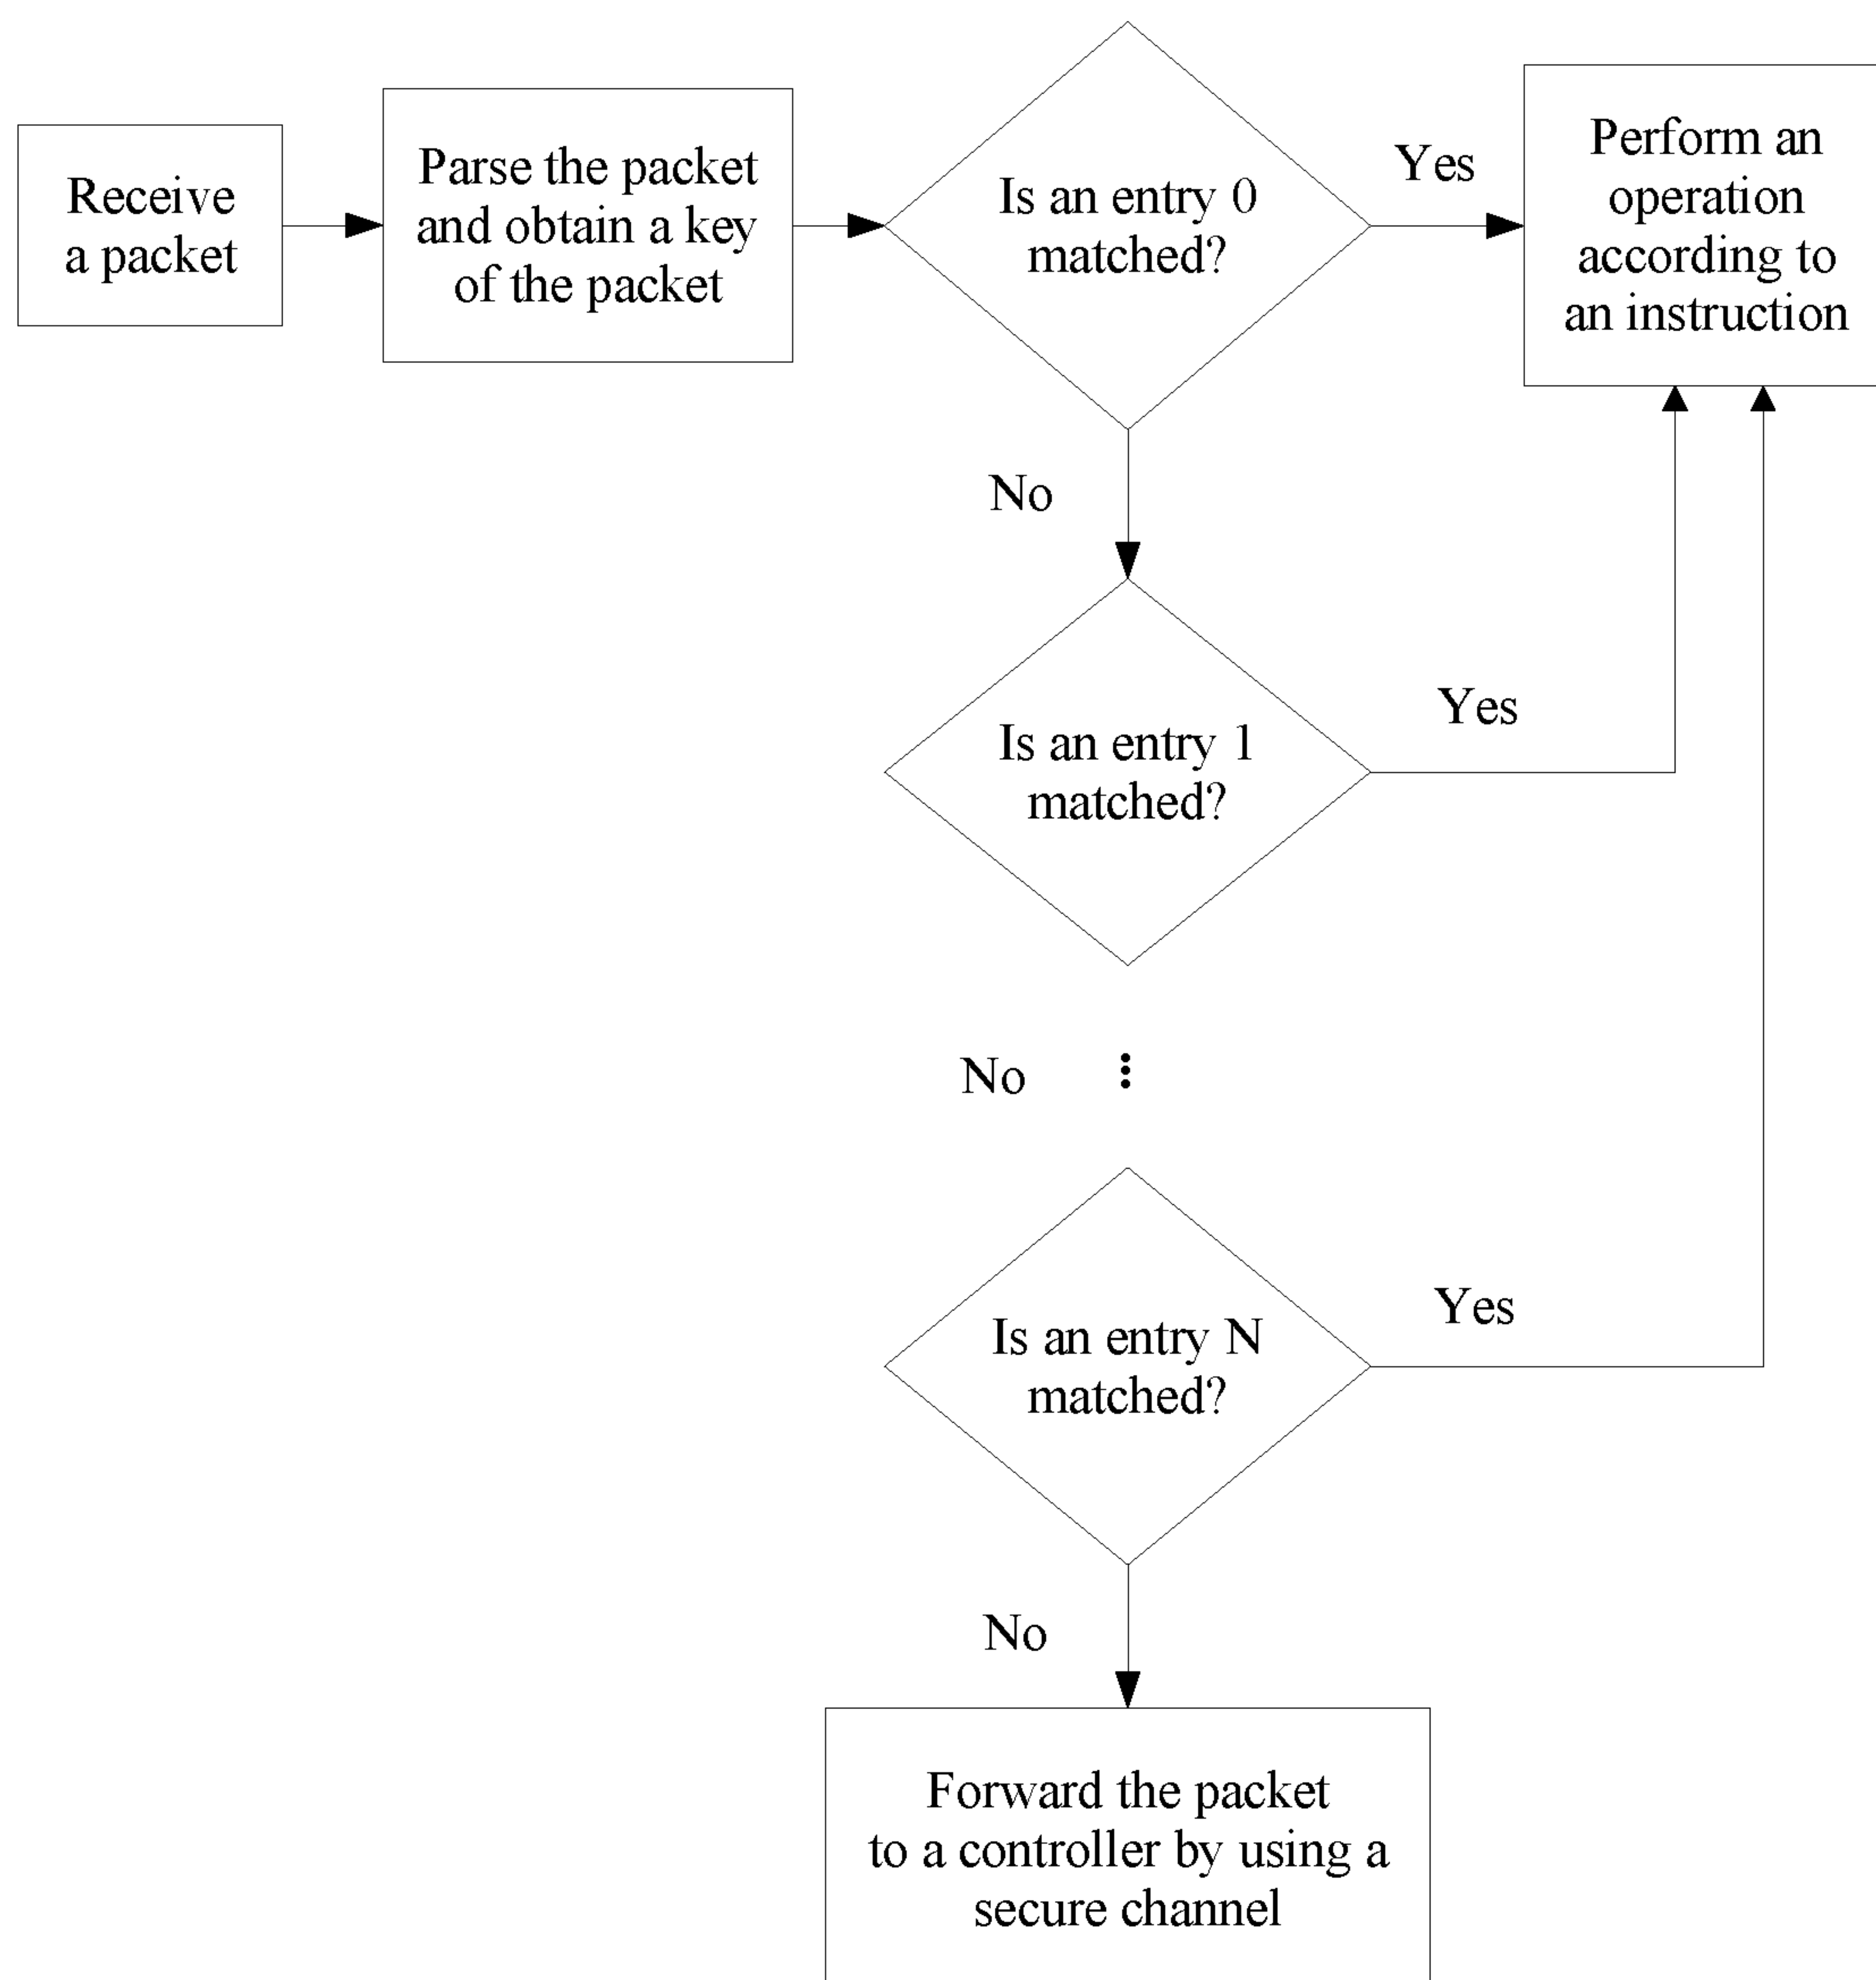 Receive
a packet
Parse the packet
and obtain a key
of the packet
Is an entry 0
matched?
Yes
Perform an
operation
according to
an instruction
No
Is an entry 1
matched?
Yes
No
Is an entry N
matched?
Yes
No
Forward the packet
to a controller by using a
secure channel